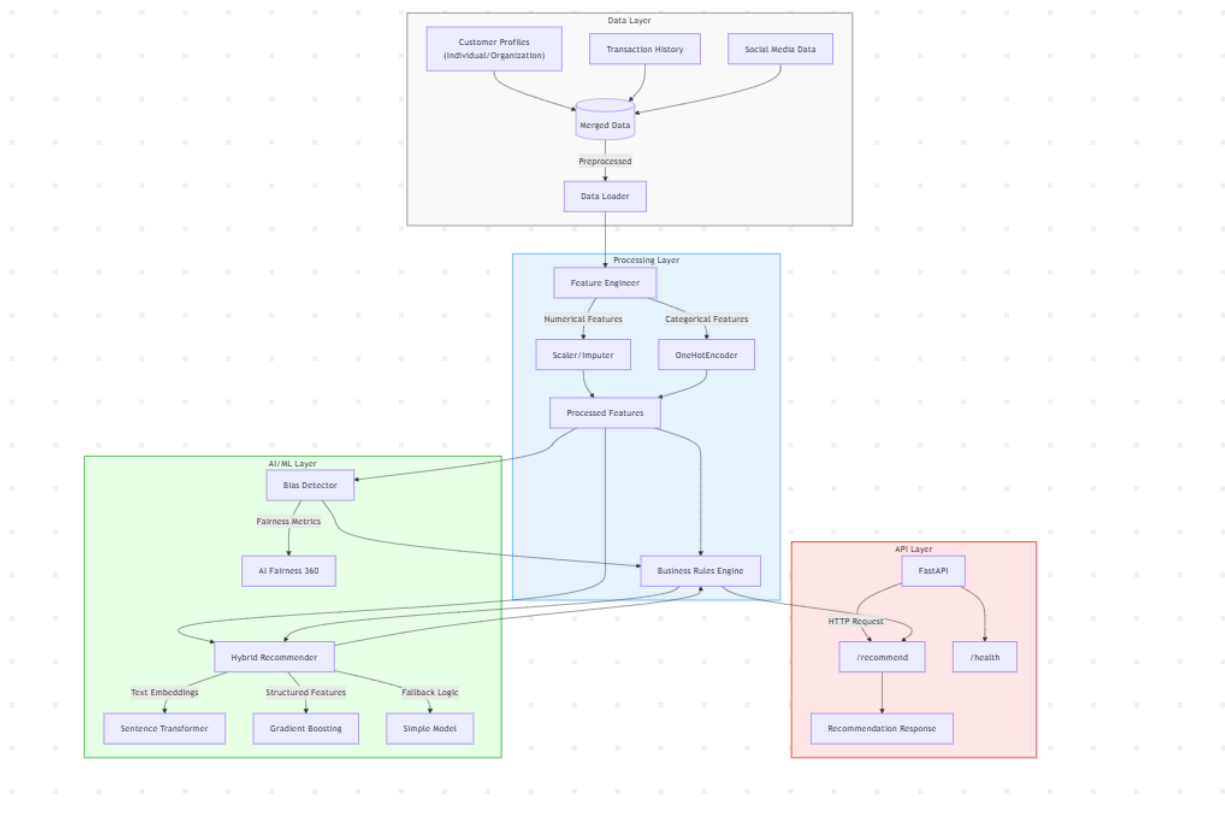 Data Layer
Customer Profiles
(Individual/Organization)
Transaction History
Social Media Data
Merged Data
Preprocessed
Data Loader
Processing Layer
Feature Engineer
Numerical Features
Categorical Features
Scaler/Imputer
OneHotEncoder
Processed Features
AI/ML Layer
Bias Detector
Fairness Metrics
AI Fairness 360
Business Rules Engine
API Layer
FastAPI
HTTP Request
Hybrid Recommender
/recommend
/health
Text Embeddings
Structured Features
Fallback Logic
Sentence Transformer
Gradient Boosting
Simple Model
Recommendation Response